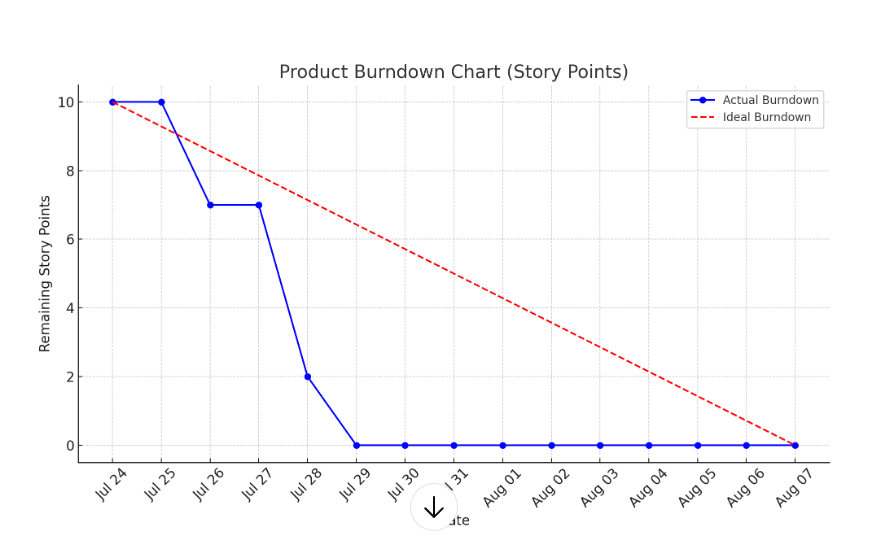 Product Burndown Chart (Story Points)
Actual Burndown
Ideal Burndown
Remaining Story Points
10
8
6
4
2
0
Jul 24
Jul 25
Jul 26
Jul 27
Jul 28
Jul 29
Jul 30
31
Aug 01
Aug 02
Aug 03
Aug 04
Aug 05
Aug 06
Aug 07